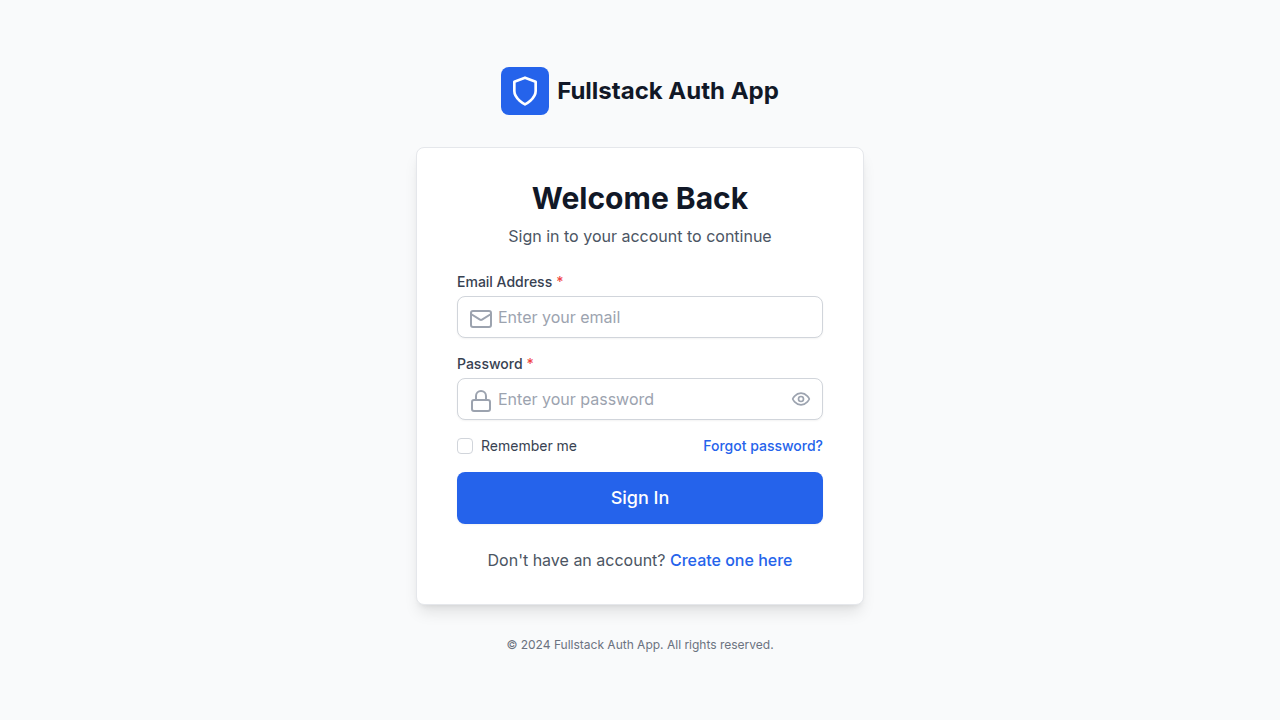 Fullstack Auth App
Welcome Back
Sign in to your account to continue
Email Address *
Enter your email
Password *
Enter your password
Remember me Forgot password?
Sign In
Don't have an account? Create one here
© 2024 Fullstack Auth App. All rights reserved.